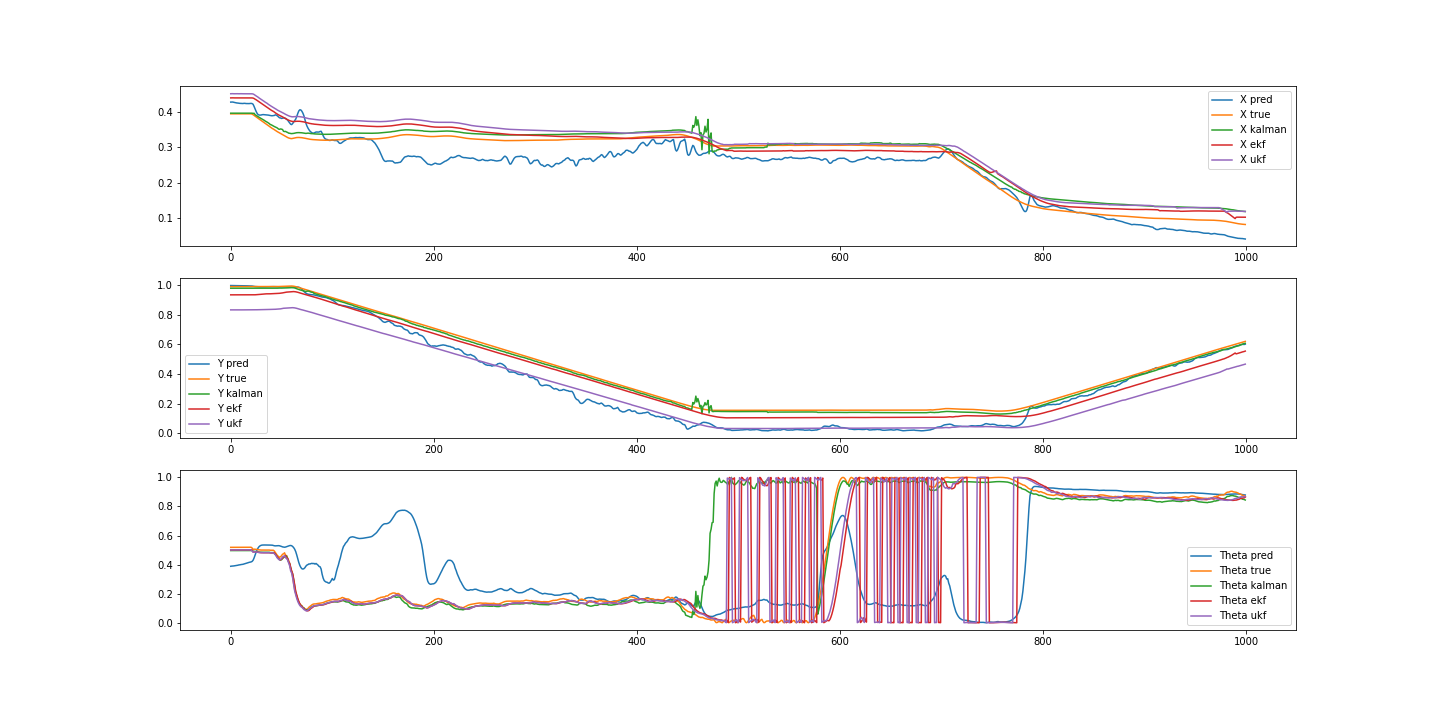 0.4
0.3
0.2
0.1
X pred
X true
X kalman
X ekf
X ukf
0 200 400 600 800 1000
1.0
0.8
0.6
0.4
0.2
0.0
Y pred
Y true
Y kalman
Y ekf
Y ukf
0 200 400 600 800 1000
1.0
0.8
0.6
0.4
0.2
0.0
Theta pred
Theta true
Theta kalman
Theta ekf
Theta ukf
0 200 400 600 800 1000